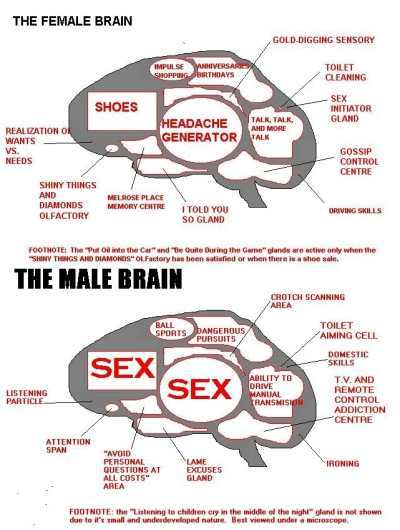 THE FEMALE BRAIN
GOLD-DIGGING SENSORY
IMPULSE
SHOPPING
ANNIVERSARIES
BIRTHDAYS
TOILET
CLEANING
SHOES
SEX
INITIATOR
GLAND
HEADACHE
GENERATOR
TALK, TALK,
AND MORE
TALK
REALIZATION OF
WANTS
VS.
NEEDS
GOSSIP
CONTROL
CENTRE
SHINY THINGS
AND
DIAMONDS
OLFACTORY
MELROSE PLACE
MEMORY CENTRE
I TOLD YOU
SO GLAND
DRIVING SKILLS
FOOTNOTE: The "Put Oil into the Car" and "Be Quite During the Game" glands are active only when the
"SHINY THINGS AND DIAMONDS" OLFactory has been satisfied or when there is a shoe sale.
THE MALE BRAIN
CROTCH SCANNING
AREA
BALL
SPORTS
DANGEROUS
PURSUITS
TOILET
AIMING CELL
DOMESTIC
SKILLS
SEX
SEX
ABILITY TO
DRIVE
MANUAL
TRANSMISION
T.V. AND
REMOTE
CONTROL
ADDICTION
CENTRE
LISTENING
PARTICLE
ATTENTION
SPAN
"AVOID
PERSONAL
QUESTIONS AT
ALL COSTS"
AREA
LAME
EXCUSES
GLAND
IRONING
FOOTNOTE: the "Listening to children cry in the middle of the night" gland is not shown
due to it's small and underdeveloped nature. Best viewed under a microscope.